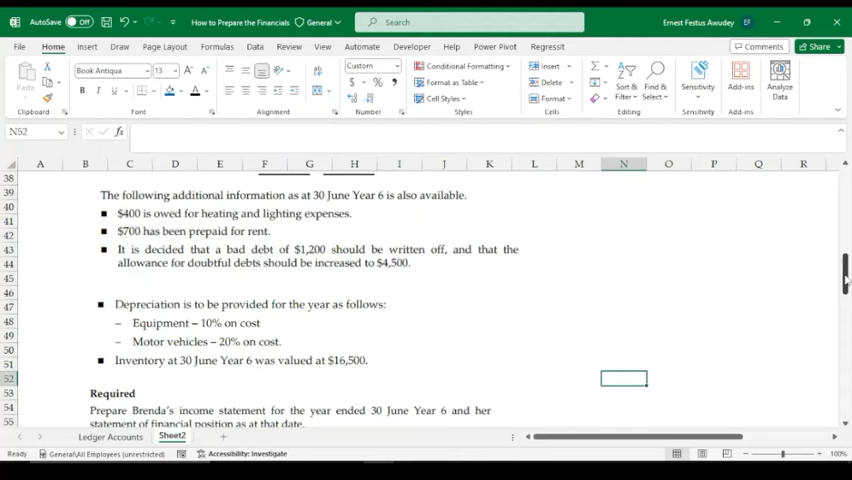 AutoSave Off How to Prepare the Financials General Search Ernest Festus Awudey EF
File Home Insert Draw Page Layout Formulas Data Review View Automate Developer Help Power Pivot Regressit Comments Share
Paste Book Antiqua 13 A A Custom Conditional Formatting Insert Sort & Find & Sensitivity Add-ins Analyze
B I U A $ % Format as Table Delete Filter Select Data
Cell Styles Format
Clipboard Font Alignment Number Styles Cells Editing Sensitivity Add-ins
N52 fx
A B C D E F G H I J K L M N O P Q R
38
39 The following additional information as at 30 June Year 6 is also available.
40 ■ $400 is owed for heating and lighting expenses.
41
42 ■ $700 has been prepaid for rent.
43 ■ It is decided that a bad debt of $1,200 should be written off, and that the
44 allowance for doubtful debts should be increased to $4,500.
45
46
47 ■ Depreciation is to be provided for the year as follows:
48 – Equipment – 10% on cost
49 – Motor vehicles – 20% on cost.
50
51 ■ Inventory at 30 June Year 6 was valued at $16,500.
52
53 Required
54 Prepare Brenda's income statement for the year ended 30 June Year 6 and her
55 statement of financial position as at that date.
Ledger Accounts Sheet2
Ready General\All Employees (unrestricted) Accessibility: Investigate 100%